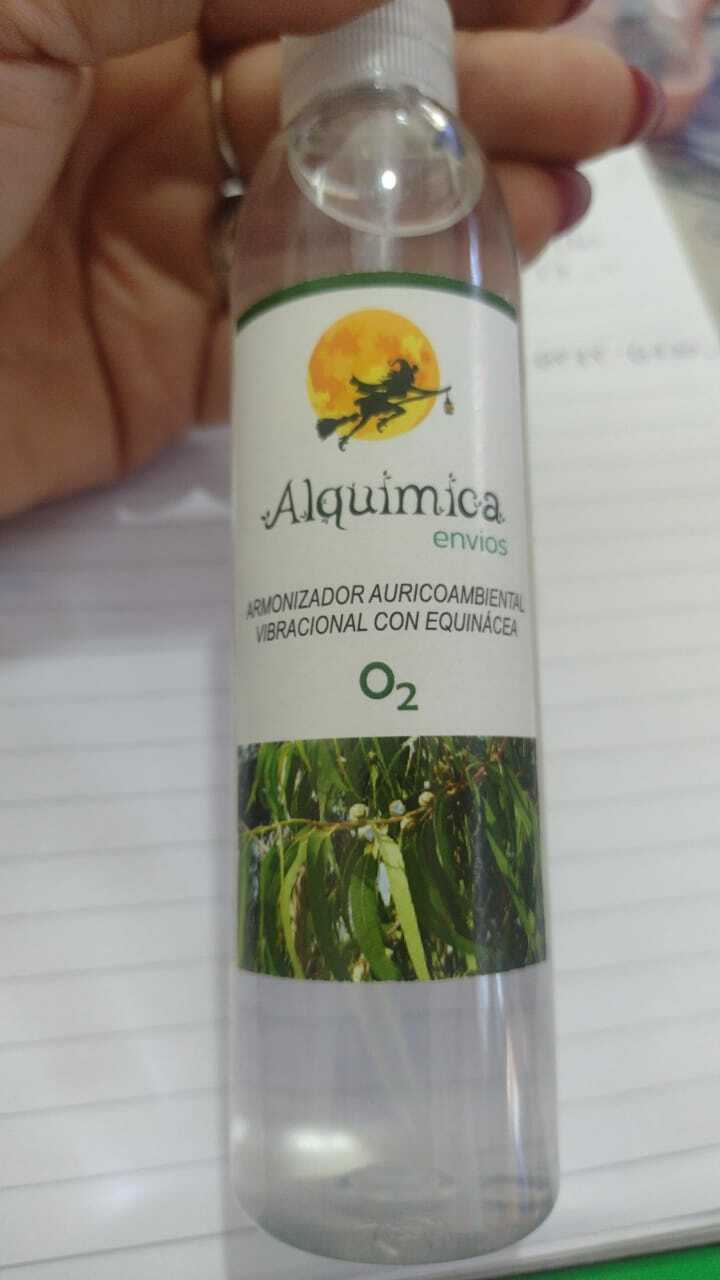 Alquimica
envios
ARMONIZADOR AURICOAMBIENTAL
VIBRACIONAL CON EQUINÁCEA
O₂